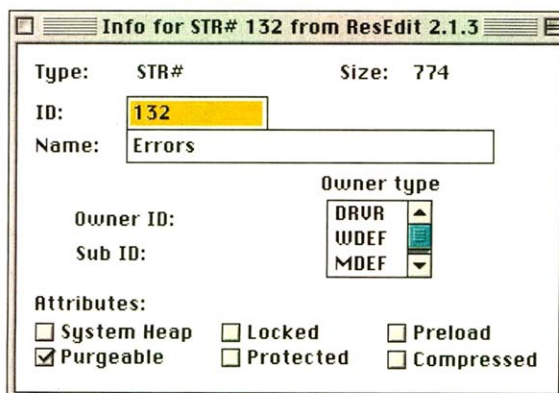 Info for STR# 132 from ResEdit 2.1.3
Type: STR# Size: 774
ID: 132
Name: Errors
Owner type
Owner ID:
DRVR
Sub ID:
WDEF
MDEF
Attributes:
System Heap Locked Preload
Purgeable Protected Compressed